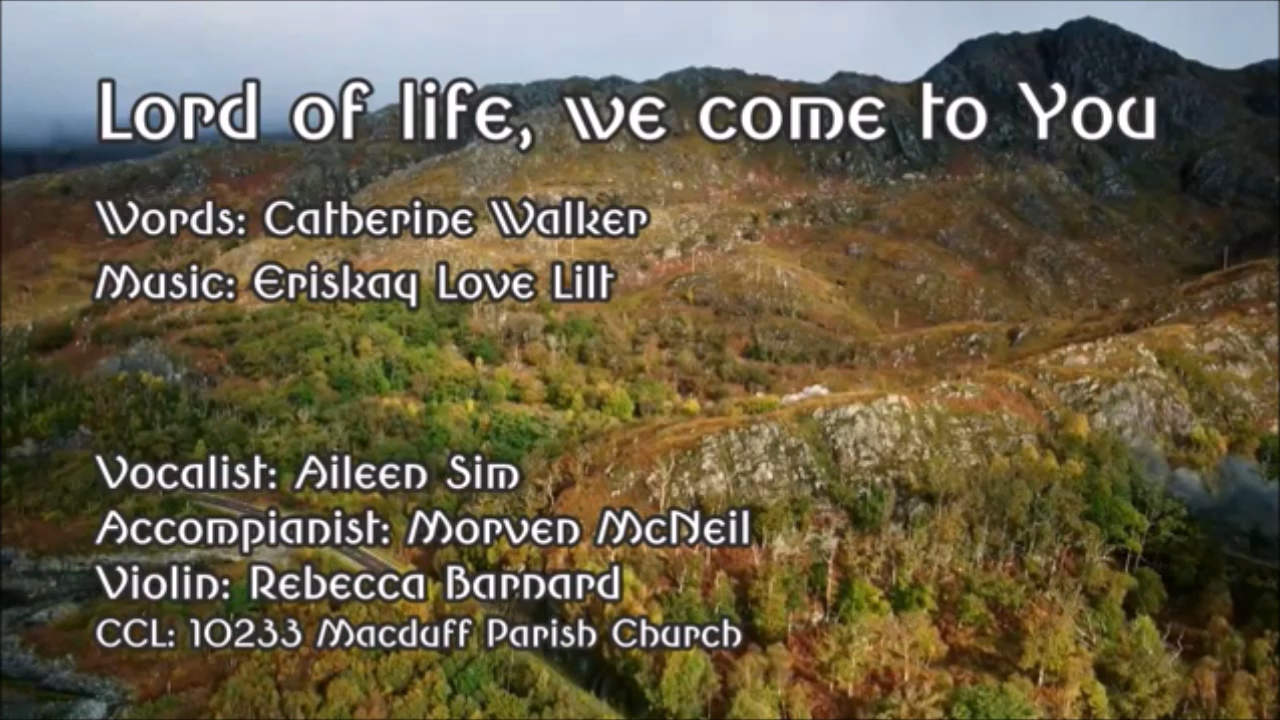 Lord of life, we come to You
Words: Catherine Walker
Music: Eriskay Love Lilt
Vocalist: Aileen Sim
Accompianist: Morven McNeil
Violin: Rebecca Barnard
CCL: 10233 Macduff Parish Church